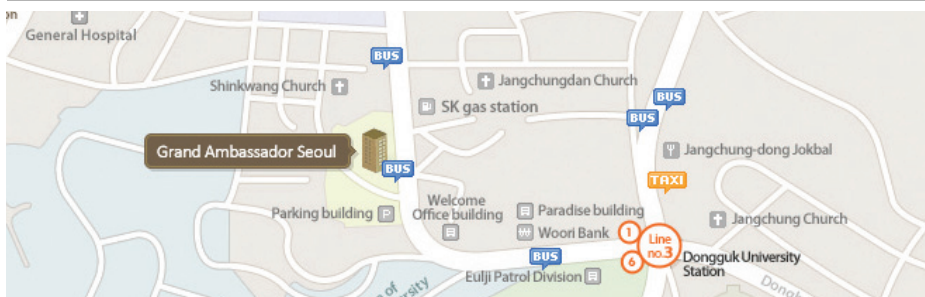 General Hospital
BUS
Shinkwang Church
Jangchungdan Church
SK gas station
BUS
BUS
Grand Ambassador Seoul
Jangchung-dong Jokbal
BUS
TAXI
Parking building
Welcome
Office building
Paradise building
Woori Bank
Jangchung Church
1
Line
no.3
6
BUS
Dongguk University
Station
Eulji Patrol Division